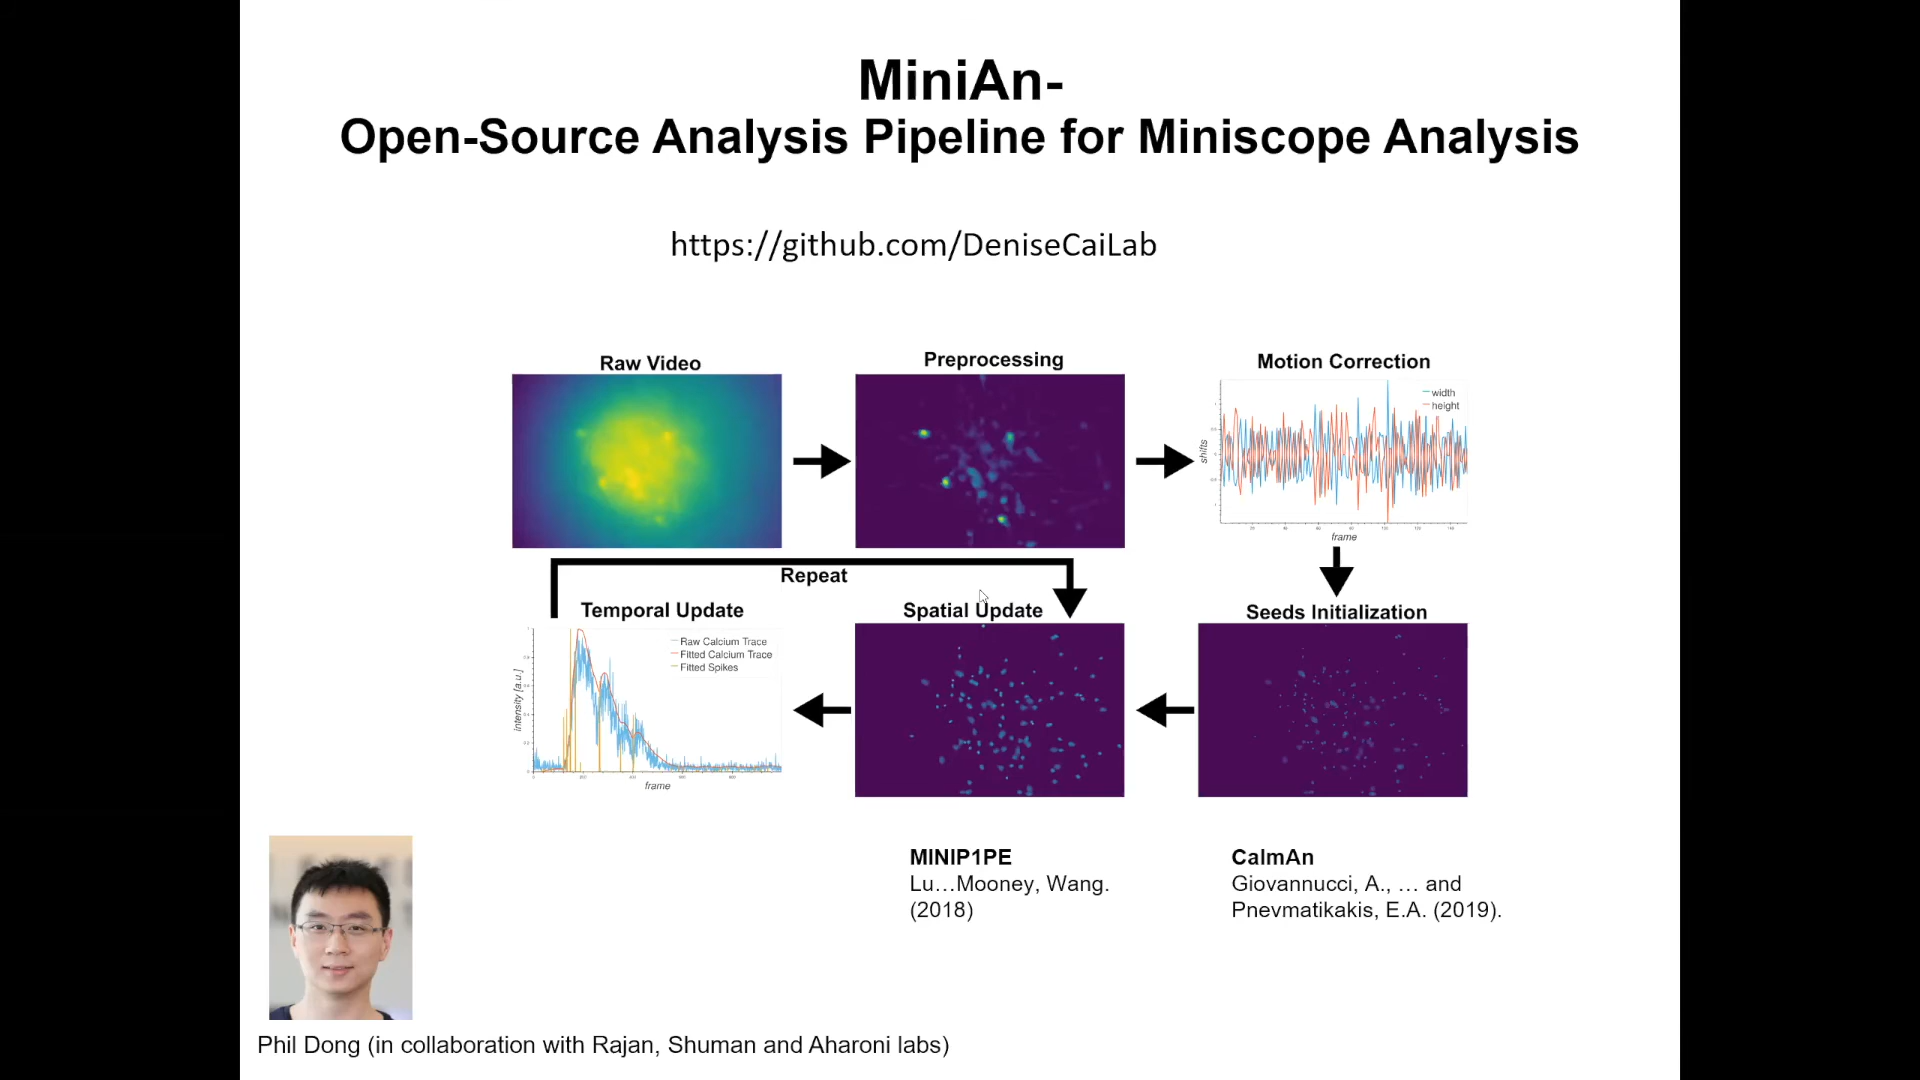 MiniAn-
Open-Source Analysis Pipeline for Miniscope Analysis
https://github.com/DeniseCaiLab
Raw Video
Preprocessing
Motion Correction
width
height
shifts
frame
Repeat
Temporal Update
Spatial Update
Seeds Initialization
Raw Calcium Trace
Fitted Calcium Trace
Fitted Spikes
intensity [a.u.]
frame
MINIP1PE
Lu…Mooney, Wang.
(2018)
CalmAn
Giovannucci, A., … and
Pnevmatikakis, E.A. (2019).
Phil Dong (in collaboration with Rajan, Shuman and Aharoni labs)